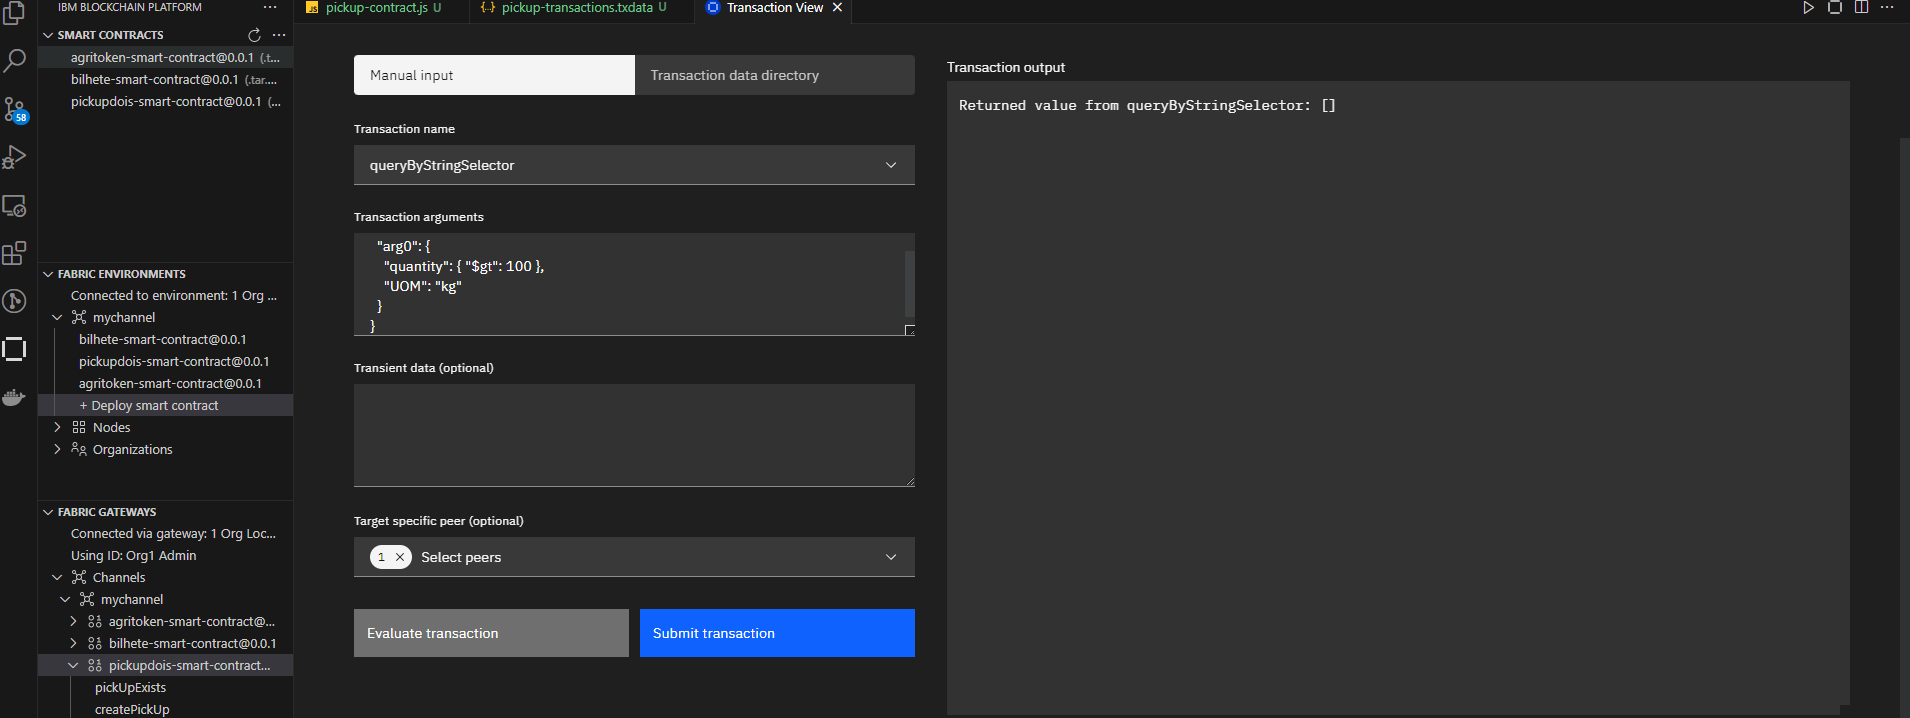 IBM BLOCKCHAIN PLATFORM
SMART CONTRACTS
agritoken-smart-contract@0.0.1 (.t...
bilhete-smart-contract@0.0.1 (.tar....
pickupdois-smart-contract@0.0.1 (...
58
FABRIC ENVIRONMENTS
Connected to environment: 1 Org ...
mychannel
bilhete-smart-contract@0.0.1
pickupdois-smart-contract@0.0.1
agritoken-smart-contract@0.0.1
+ Deploy smart contract
Nodes
Organizations
FABRIC GATEWAYS
Connected via gateway: 1 Org Loc...
Using ID: Org1 Admin
Channels
mychannel
agritoken-smart-contract@...
bilhete-smart-contract@0.0.1
pickupdois-smart-contract...
pickUpExists
createPickUp
JS pickup-contract.js U
{..} pickup-transactions.txdata U
Transaction View
Manual input
Transaction data directory
Transaction name
queryByStringSelector
Transaction arguments
"arg0": {
"quantity": { "$gt": 100 },
"UOM": "kg"
}
}
Transient data (optional)
Target specific peer (optional)
1 × Select peers
Evaluate transaction
Submit transaction
Transaction output
Returned value from queryByStringSelector: []